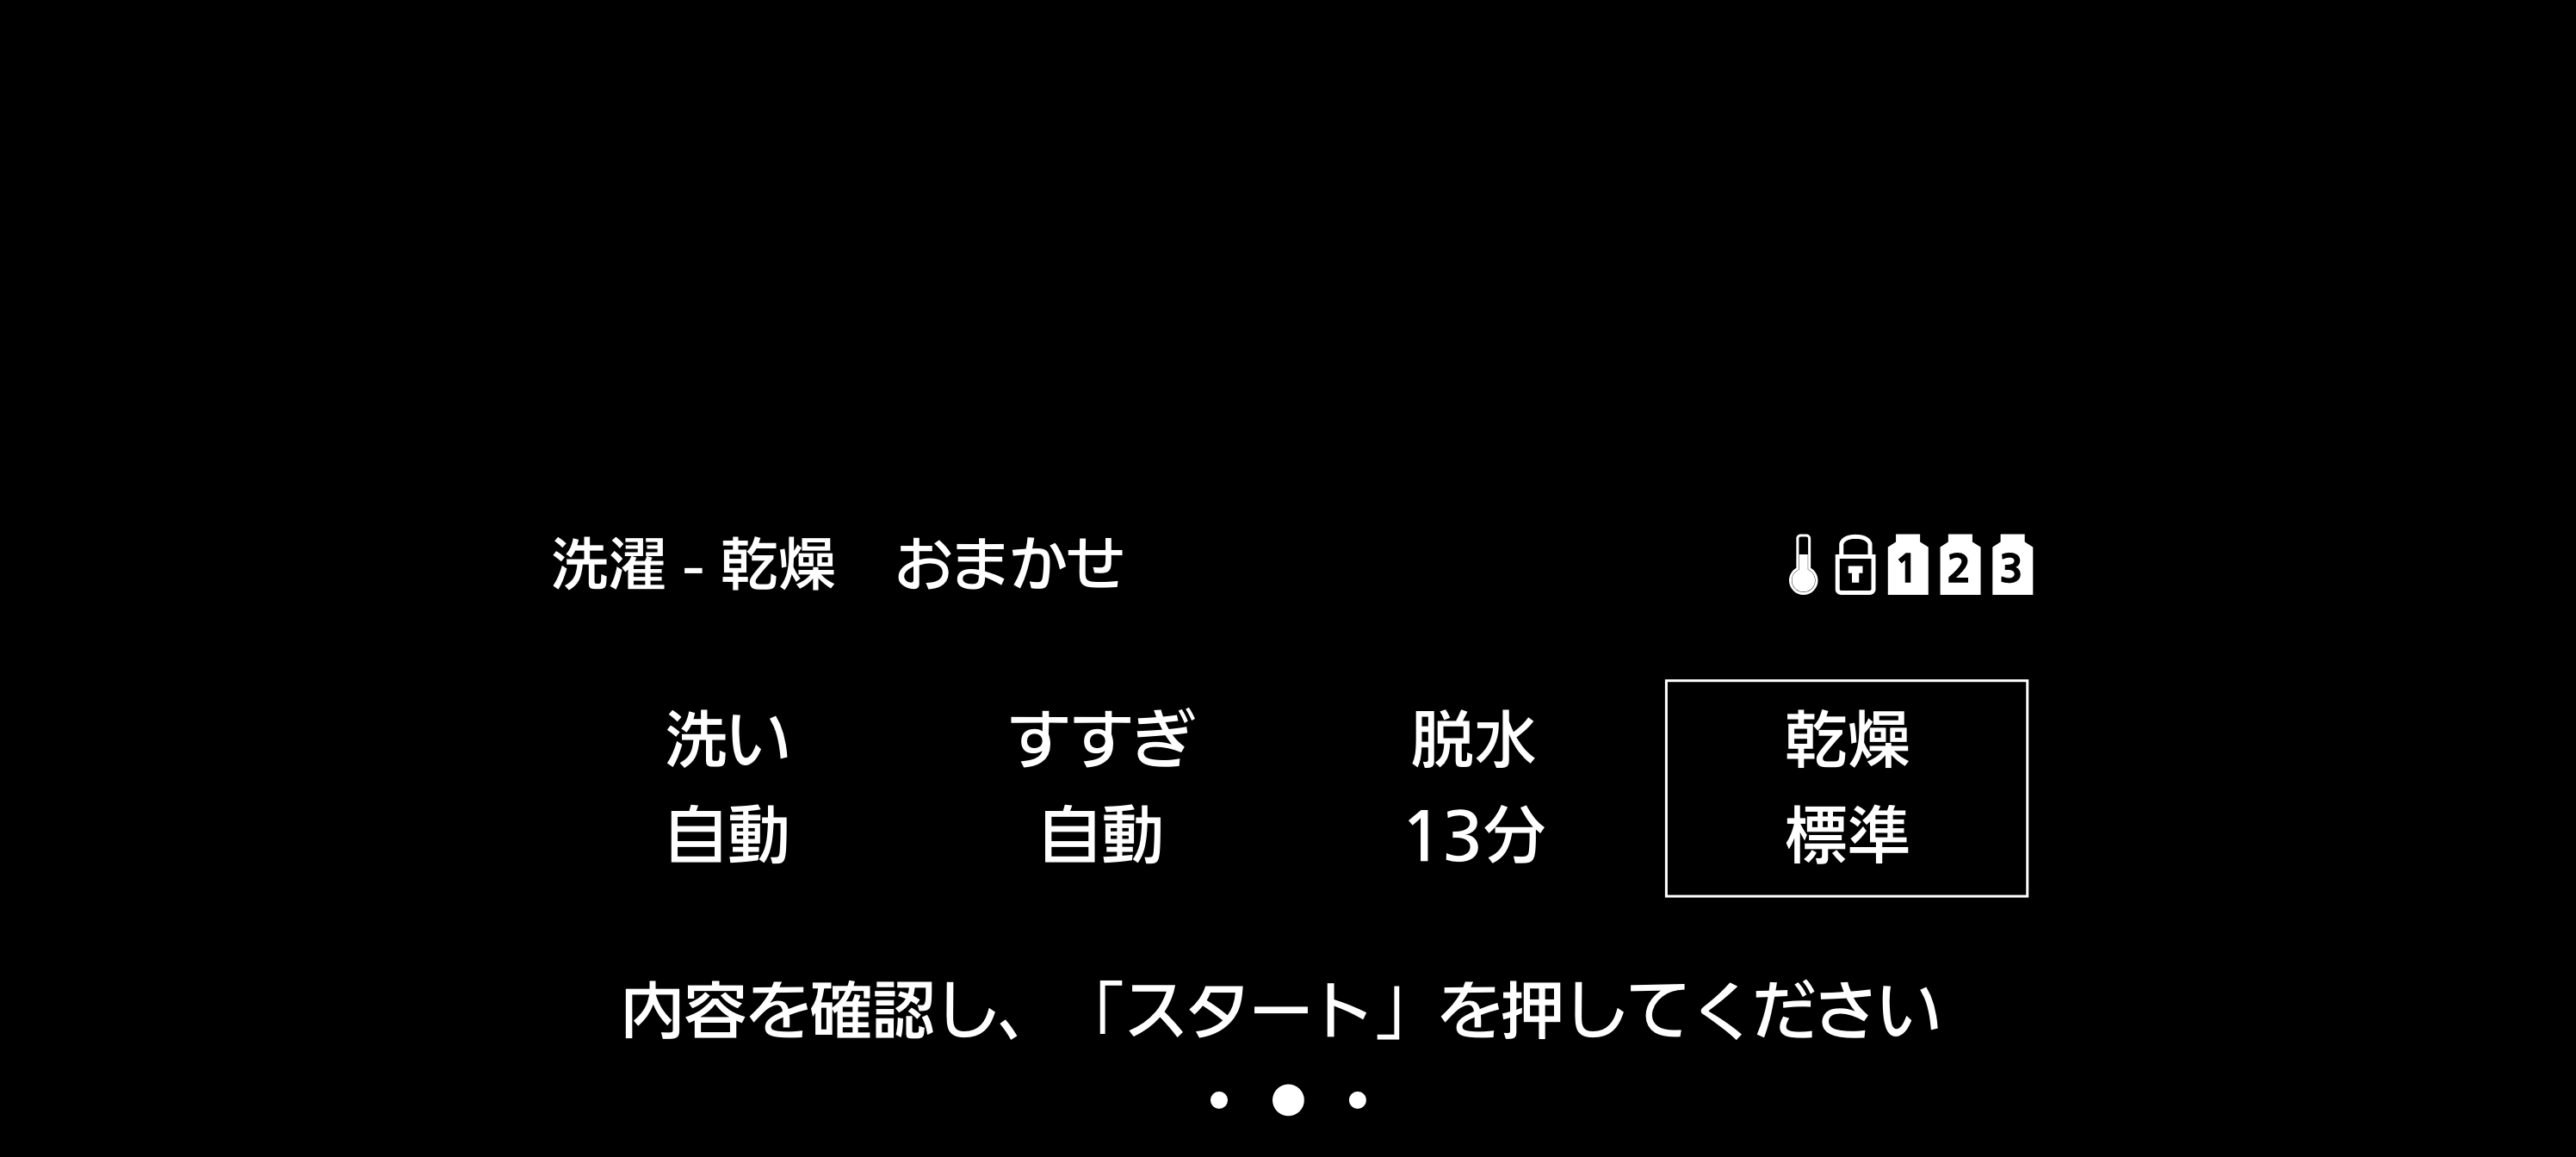 洗濯 - 乾燥　おまかせ
1 2 3
洗い すすぎ 脱水 乾燥
自動 自動 13分 標準
内容を確認し、「スタート」を押してください